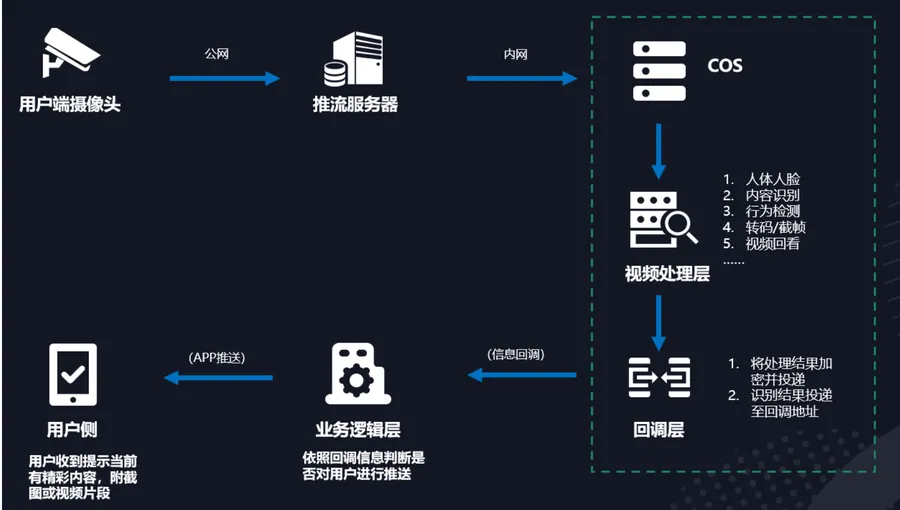 公网
内网
COS
用户端摄像头
推流服务器
1. 人体人脸
2. 内容识别
3. 行为检测
4. 转码/截帧
5. 视频回看
......
视频处理层
(APP推送)
(信息回调)
1. 将处理结果加
密并投递
2. 识别结果投递
至回调地址
用户侧
业务逻辑层
回调层
用户收到提示当前
有精彩内容，附截
图或视频片段
依照回调信息判断是
否对用户进行推送